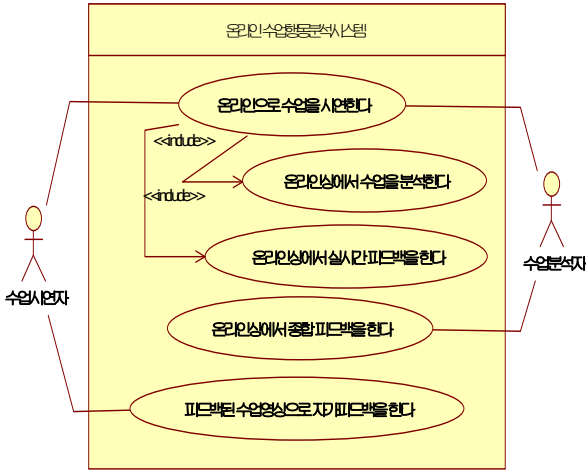 온라인 수업행동분석 시스템
온라인으로 수업을 시연한다
<<include>>
온라인상에서 수업을 분석한다
<<include>>
온라인상에서 실시간 피드백을 한다
수업시연자
수업분석자
온라인상에서 종합 피드백을 한다
피드백된 수업영상으로 자기피드백을 한다